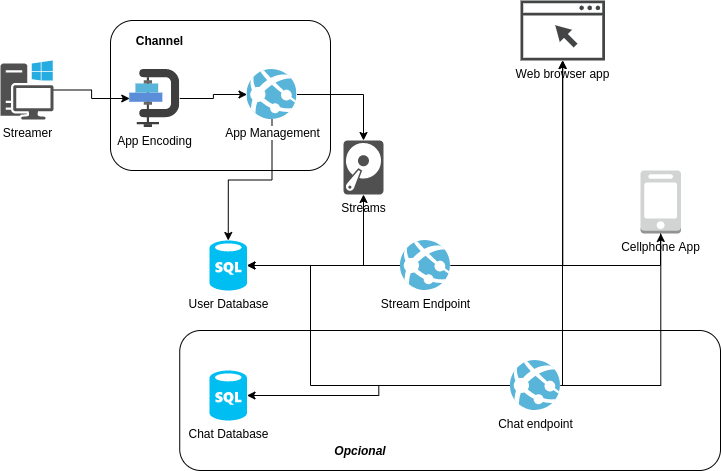 Channel
Web browser app
Streamer
App Encoding
App Management
Streams
Cellphone App
SQL
User Database
Stream Endpoint
SQL
Chat Database
Chat endpoint
Opcional